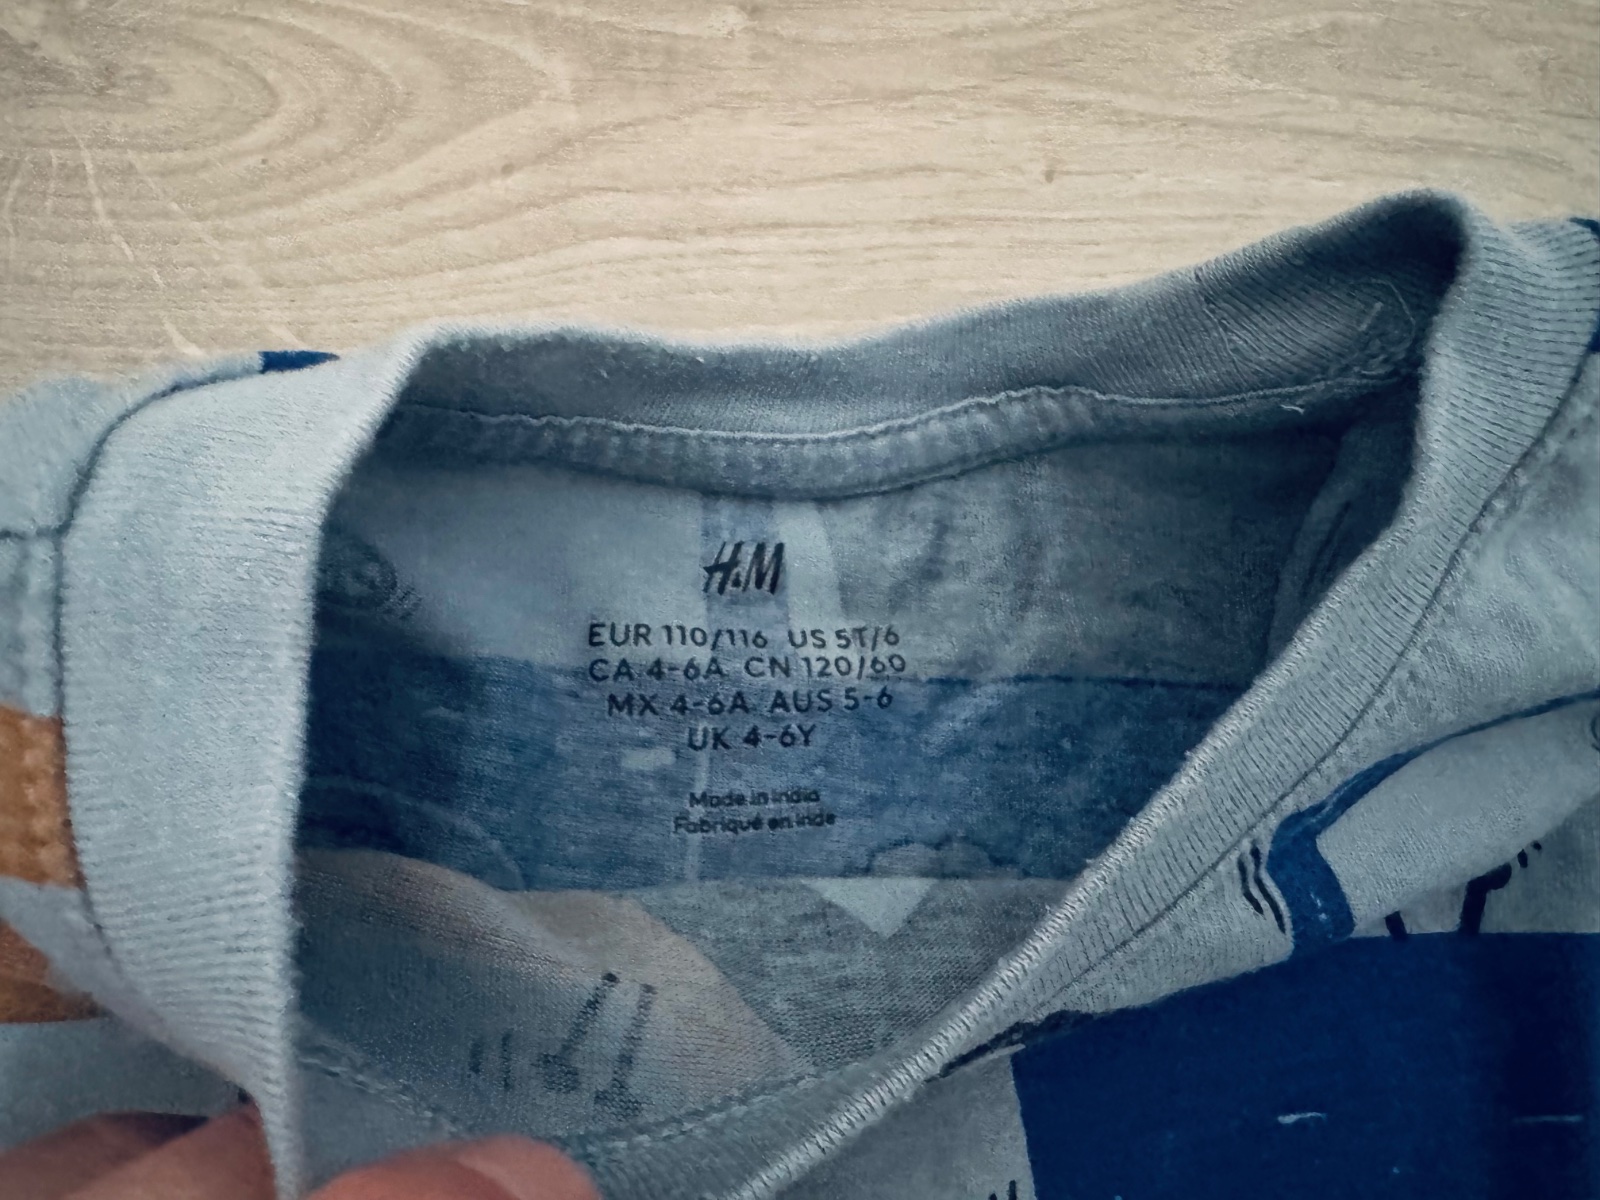 H&M
EUR 110/116 US 5T/6
CA 4-6A CN 120/60
MX 4-6A AUS 5-6
UK 4-6Y
Made in India
Fabriqué en Inde